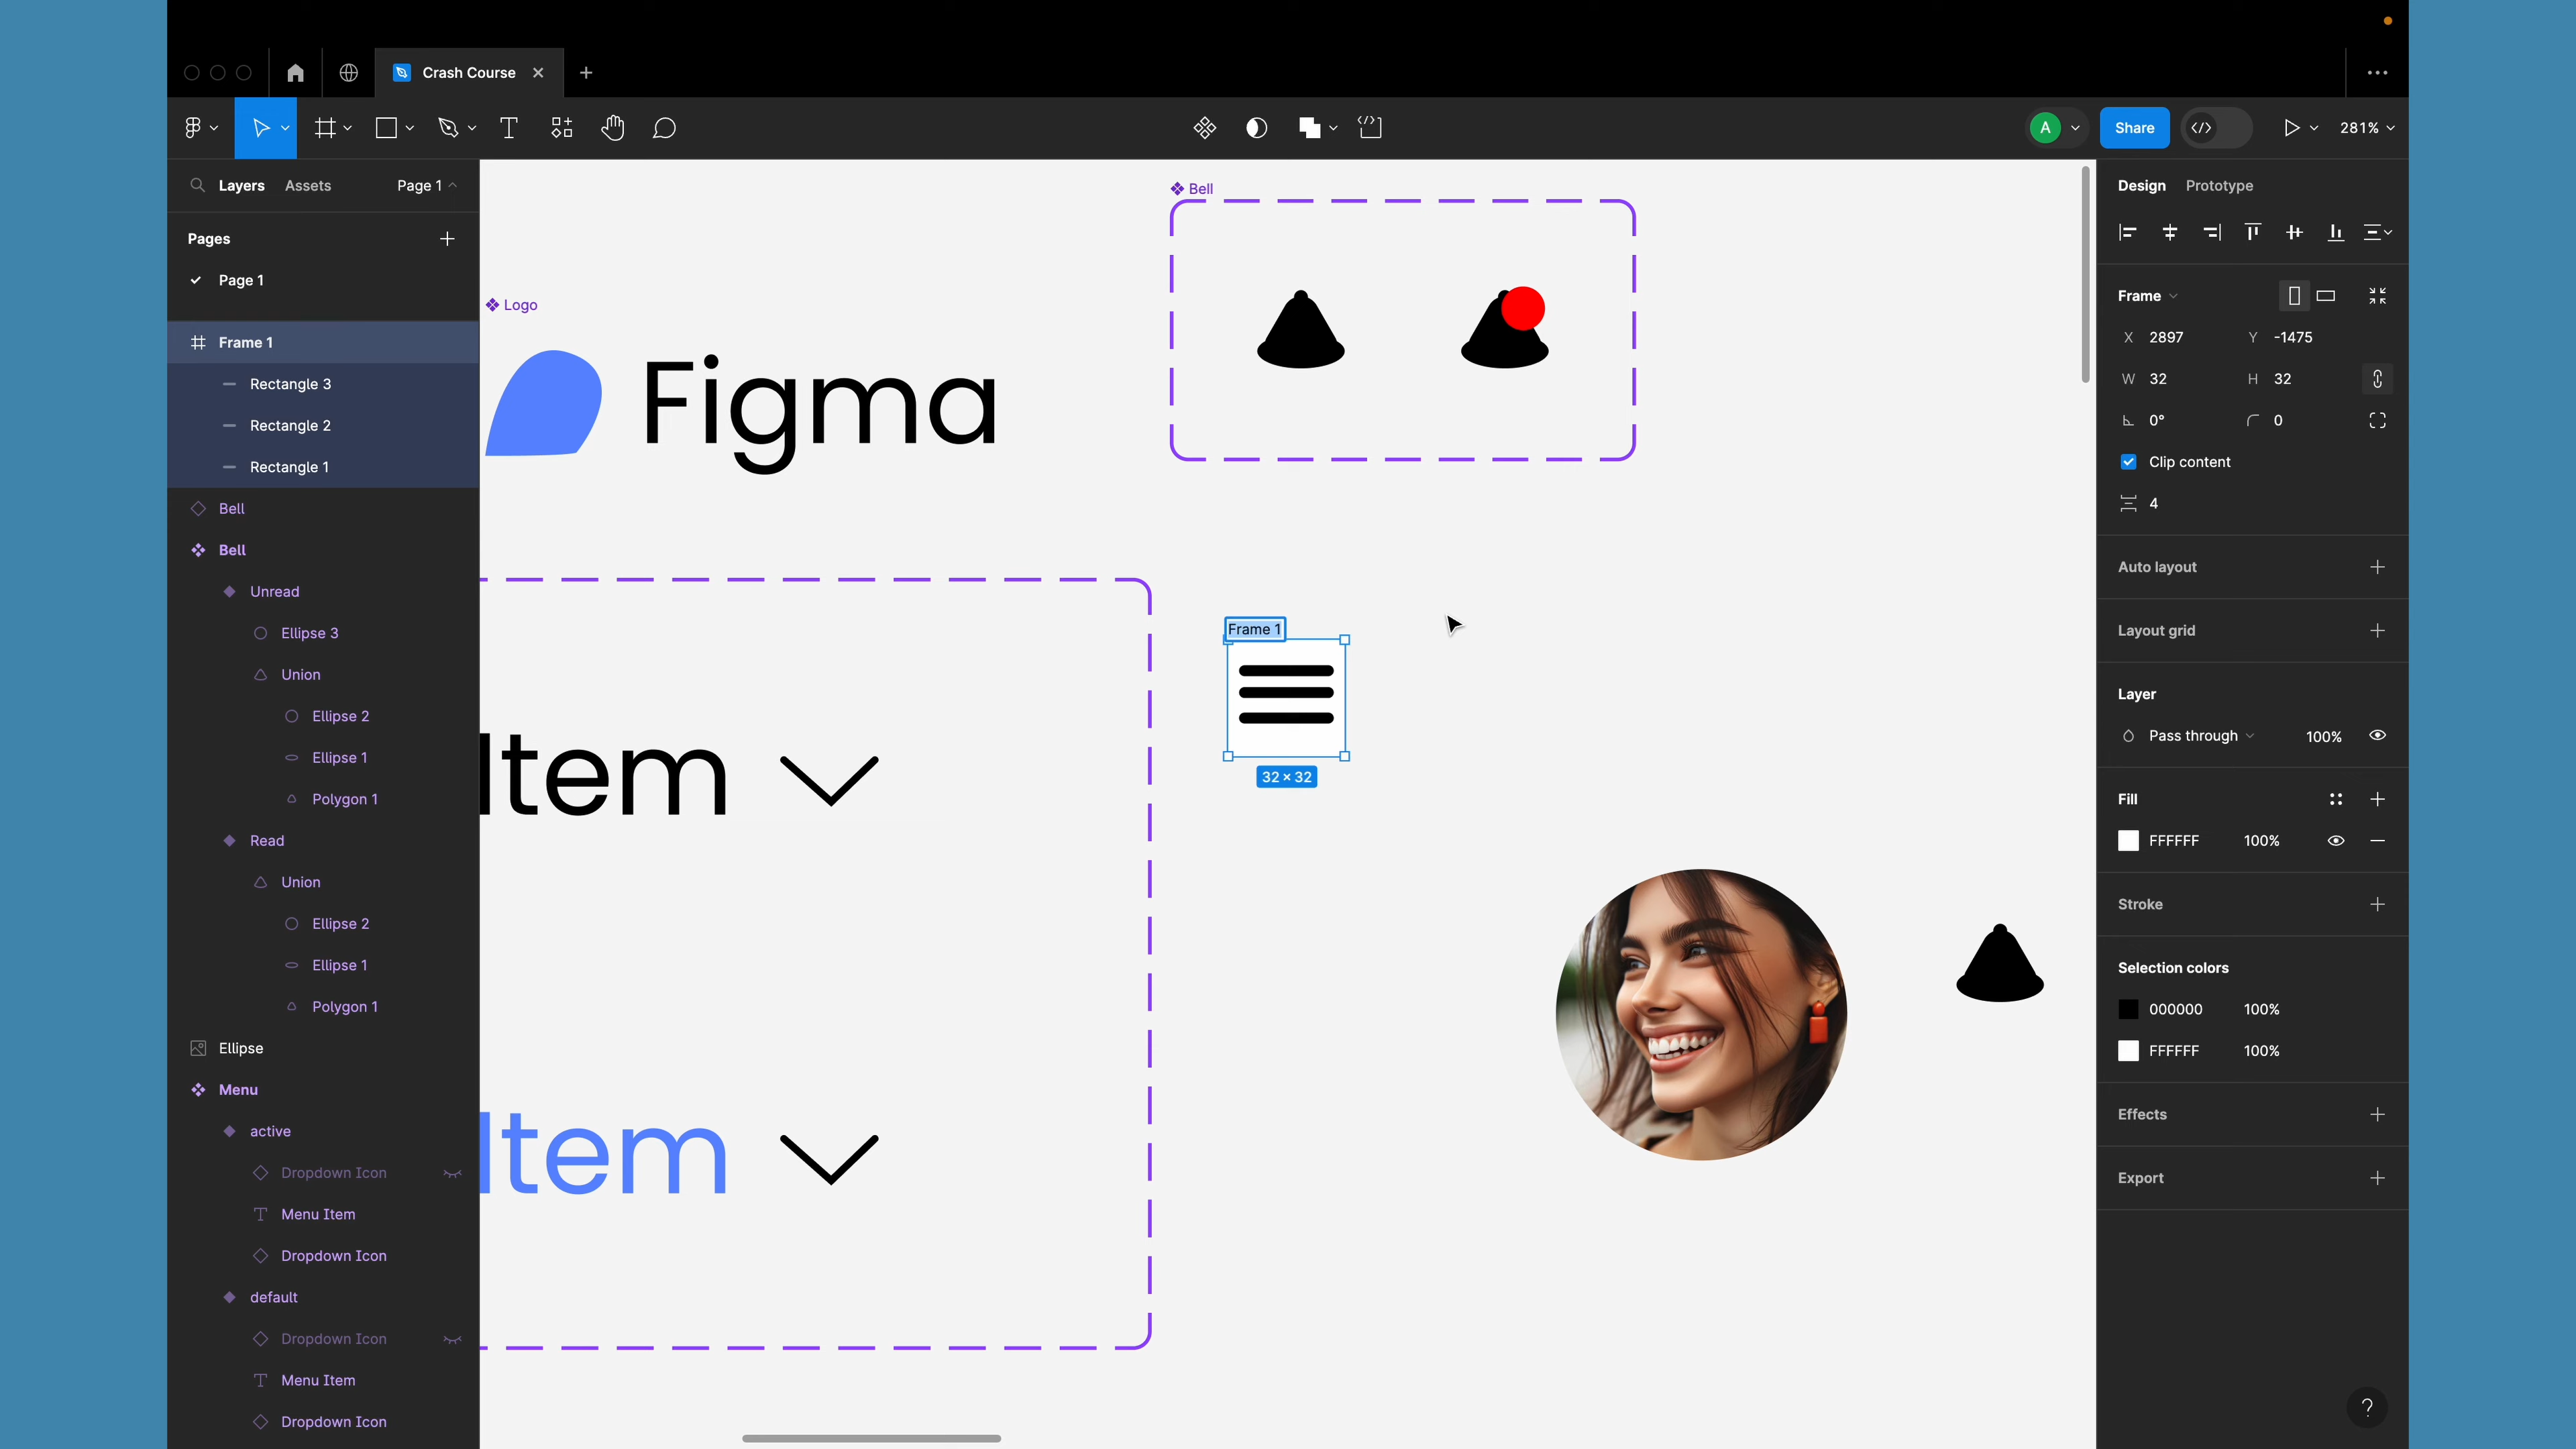 Crash Course
A
Share
281%
Layers
Assets
Page 1
Pages
Page 1
Frame 1
Rectangle 3
Rectangle 2
Rectangle 1
Bell
Bell
Unread
Ellipse 3
Union
Ellipse 2
Ellipse 1
Polygon 1
Read
Union
Ellipse 2
Ellipse 1
Polygon 1
Ellipse
Menu
active
Dropdown Icon
Menu Item
Dropdown Icon
default
Dropdown Icon
Menu Item
Dropdown Icon
Bell
Logo
Figma
Frame 1
32 × 32
Item
Item
Design
Prototype
Frame
X 2897 Y -1475
W 32 H 32
0° 0
Clip content
4
Auto layout
Layout grid
Layer
Pass through 100%
Fill
FFFFFF 100%
Stroke
Selection colors
000000 100%
FFFFFF 100%
Effects
Export
?